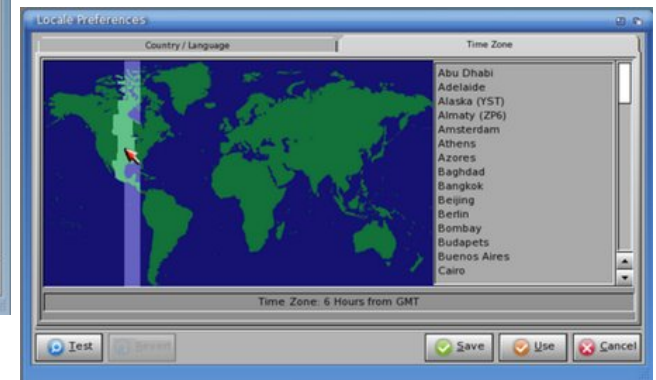 Locale Preferences
Country / Language
Time Zone
Abu Dhabi
Adelaide
Alaska (YST)
Almaty (ZP6)
Amsterdam
Athens
Azores
Baghdad
Bangkok
Beijing
Berlin
Bombay
Budapets
Buenos Aires
Cairo
Time Zone: 6 Hours from GMT
Test
Save
Use
Cancel